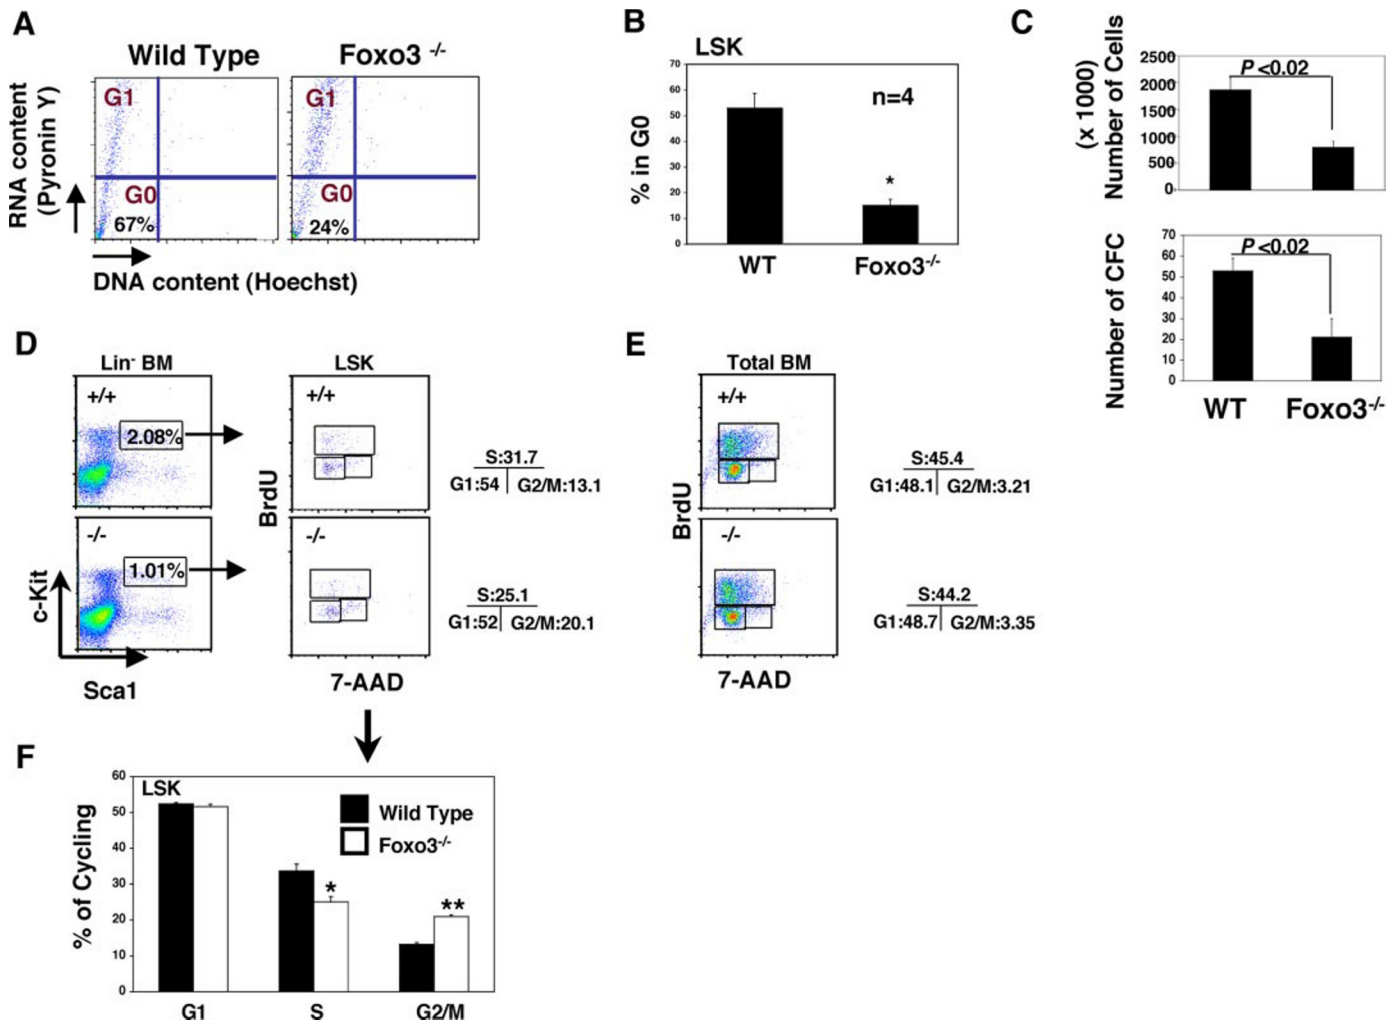 A
Wild Type
Foxo3 -/-
RNA content
(Pyronin Y)
G1
G0
67%
G1
G0
24%
DNA content (Hoechst)
B
LSK
% in G0
70
60
50
40
30
20
10
0
n=4
*
WT
Foxo3-/-
C
Number of Cells
(x 1000)
2500
2000
1500
1000
500
0
P <0.02
Number of CFC
70
60
50
40
30
20
10
0
P <0.02
WT
Foxo3-/-
D
Lin- BM
+/+
2.08%
-/-
1.01%
c-Kit
Sca1
LSK
+/+
-/-
BrdU
7-AAD
S:31.7
G1:54
G2/M:13.1
S:25.1
G1:52
G2/M:20.1
E
Total BM
+/+
-/-
BrdU
7-AAD
S:45.4
G1:48.1
G2/M:3.21
S:44.2
G1:48.7
G2/M:3.35
F
LSK
% of Cycling
60
50
40
30
20
10
0
Wild Type
Foxo3-/-
*
**
G1
S
G2/M